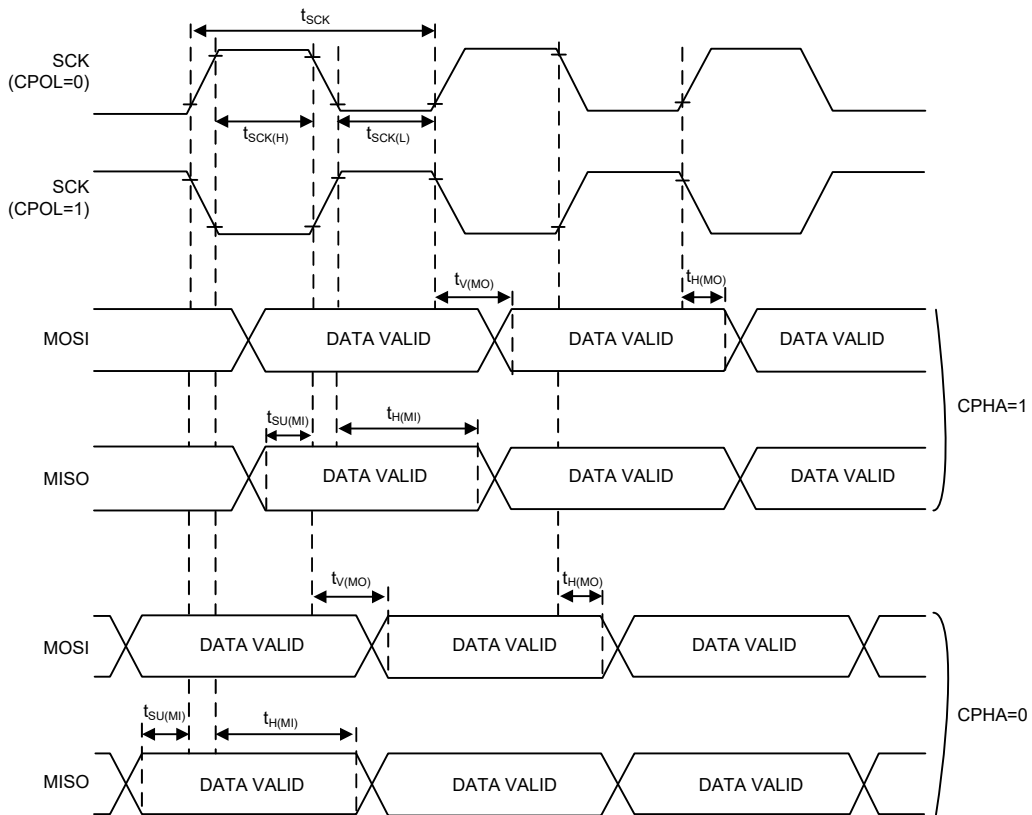 tSCK
SCK
(CPOL=0)
tSCK(H)
tSCK(L)
SCK
(CPOL=1)
tV(MO)
tH(MO)
MOSI
DATA VALID
DATA VALID
DATA VALID
CPHA=1
tSU(MI)
tH(MI)
MISO
DATA VALID
DATA VALID
DATA VALID
tV(MO)
tH(MO)
MOSI
DATA VALID
DATA VALID
DATA VALID
CPHA=0
tSU(MI)
tH(MI)
MISO
DATA VALID
DATA VALID
DATA VALID